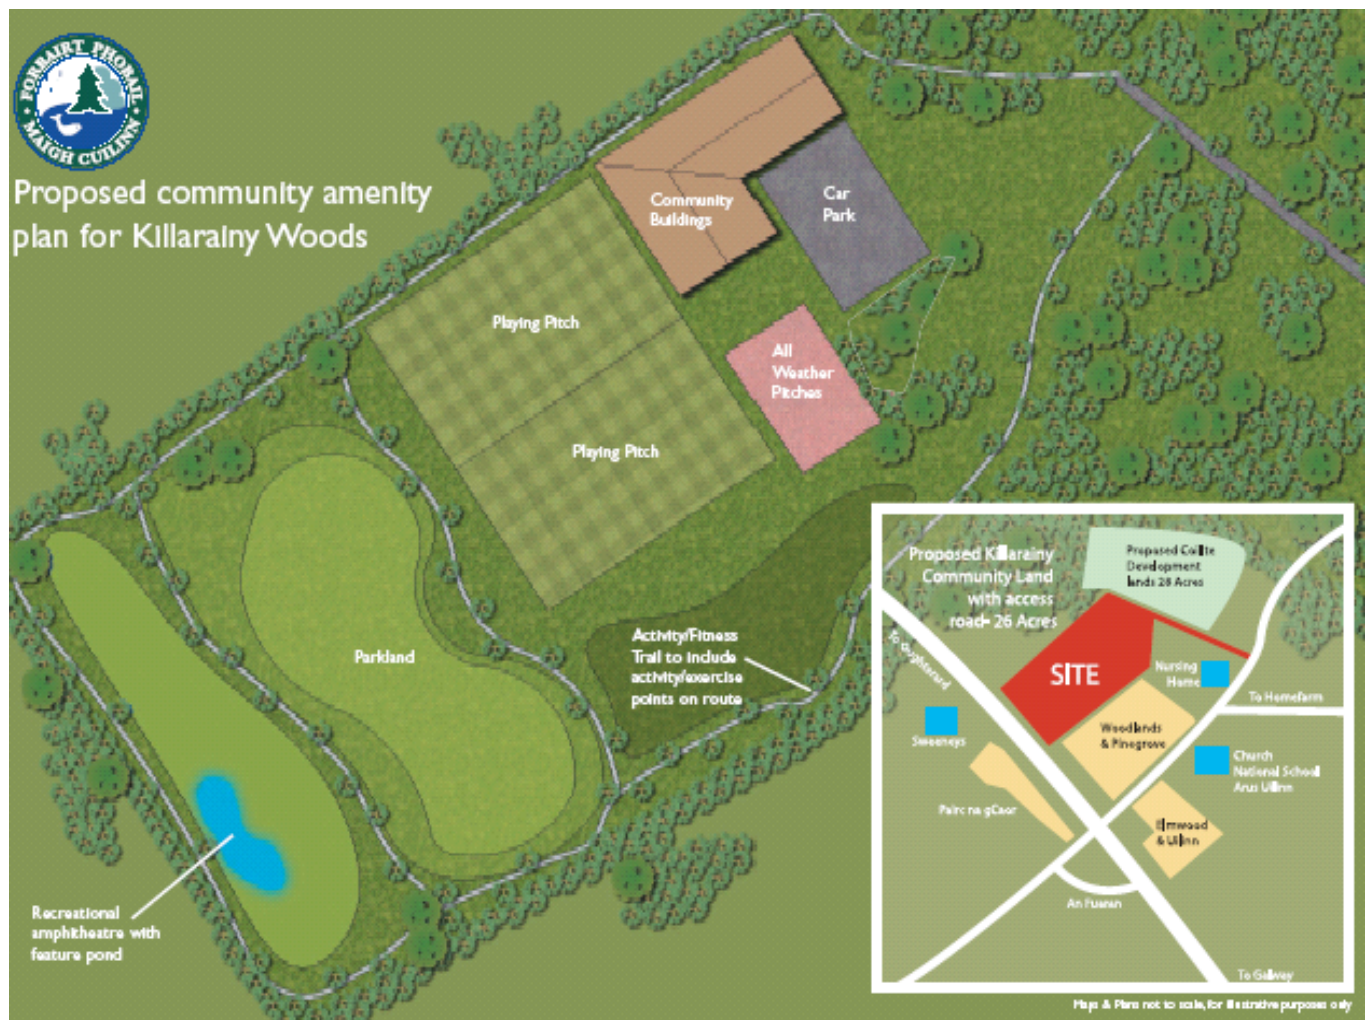 FORBAIRT PHOBAIL
MAIGH CUILINN
Proposed community amenity
plan for Killarainy Woods
Community
Buildings
Car
Park
Playing Pitch
All
Weather
Pitches
Playing Pitch
Parkland
Activity/Fitness
Trail to include
activity/exercise
points on route
Recreational
amphitheatre with
feature pond
Proposed Killarainy
Community Land
with access
road- 26 Acres
Proposed Coillte
Development
lands 28 Acres
To Oughterard
SITE
Nursing
Home
To Homefarm
Sweeneys
Woodlands
& Pinegrove
Church
National School
Aras Uilinn
Pairc na gCaor
Elmwood
& Uilinn
An Fuaran
To Galway
Maps & Plans not to scale, for illustrative purposes only